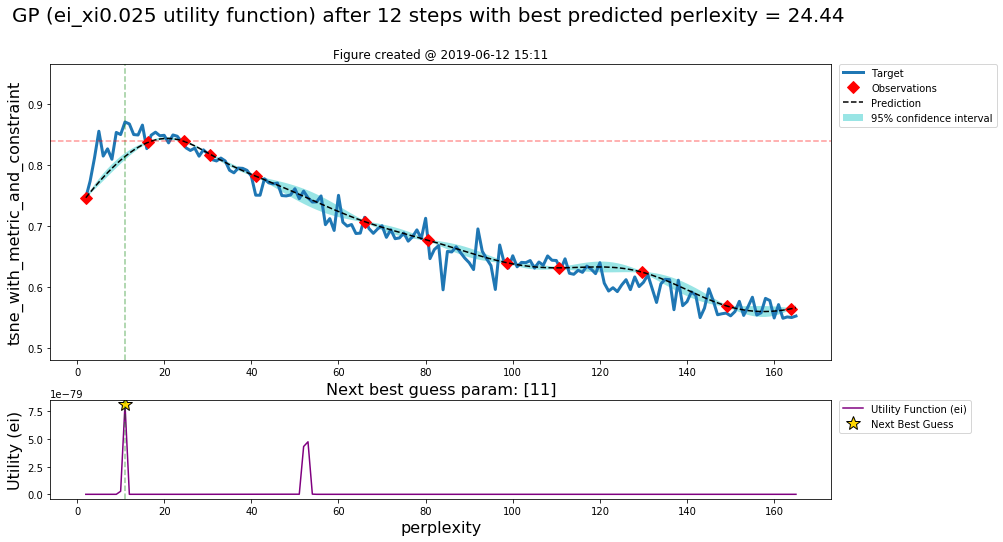 GP (ei_xi0.025 utility function) after 12 steps with best predicted perlexity = 24.44
Figure created @ 2019-06-12 15:11
tsne_with_metric_and_constraint
0.9
0.8
0.7
0.6
0.5
0 20 40 60 80 100 120 140 160
Target
Observations
Prediction
95% confidence interval
Next best guess param: [11]
1e−79
Utility (ei)
7.5
5.0
2.5
0.0
0 20 40 60 80 100 120 140 160
perplexity
Utility Function (ei)
Next Best Guess